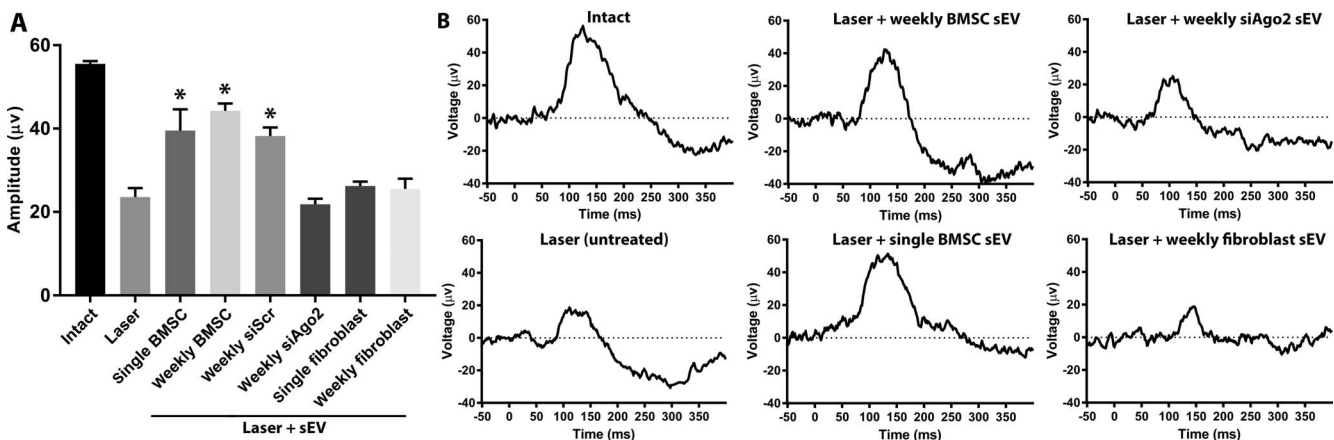 A
Amplitude (μv)
60
40
20
0
*
*
*
Intact
Laser
Single BMSC
Weekly BMSC
Weekly siScr
Weekly siAgo2
Single fibroblast
Weekly fibroblast
Laser + sEV
B
Intact
Voltage (μv)
60
40
20
0
-20
-40
-50 0 50 100 150 200 250 300 350
Time (ms)
Laser + weekly BMSC sEV
Voltage (μv)
60
40
20
0
-20
-40
-50 0 50 100 150 200 250 300 350
Time (ms)
Laser + weekly siAgo2 sEV
Voltage (μv)
60
40
20
0
-20
-40
-50 0 50 100 150 200 250 300 350
Time (ms)
Laser (untreated)
Voltage (μv)
60
40
20
0
-20
-40
-50 0 50 100 150 200 250 300 350
Time (ms)
Laser + single BMSC sEV
Voltage (μv)
60
40
20
0
-20
-40
-50 0 50 100 150 200 250 300 350
Time (ms)
Laser + weekly fibroblast sEV
Voltage (μv)
60
40
20
0
-20
-40
-50 0 50 100 150 200 250 300 350
Time (ms)